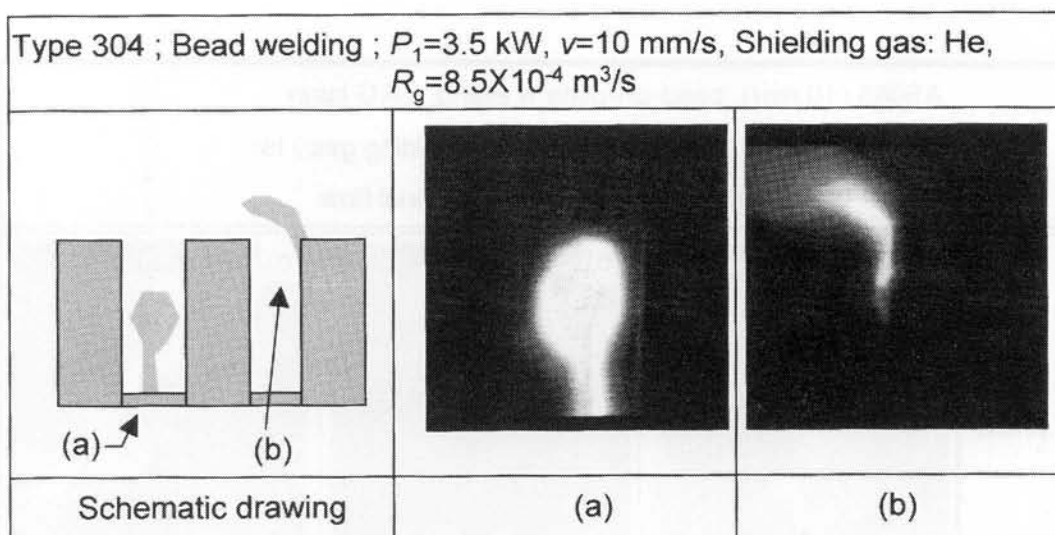 Type 304 ; Bead welding ; P₁=3.5 kW, v=10 mm/s, Shielding gas: He,
R₉=8.5X10⁻⁴ m³/s
(a)
(b)
Schematic drawing
(a)
(b)